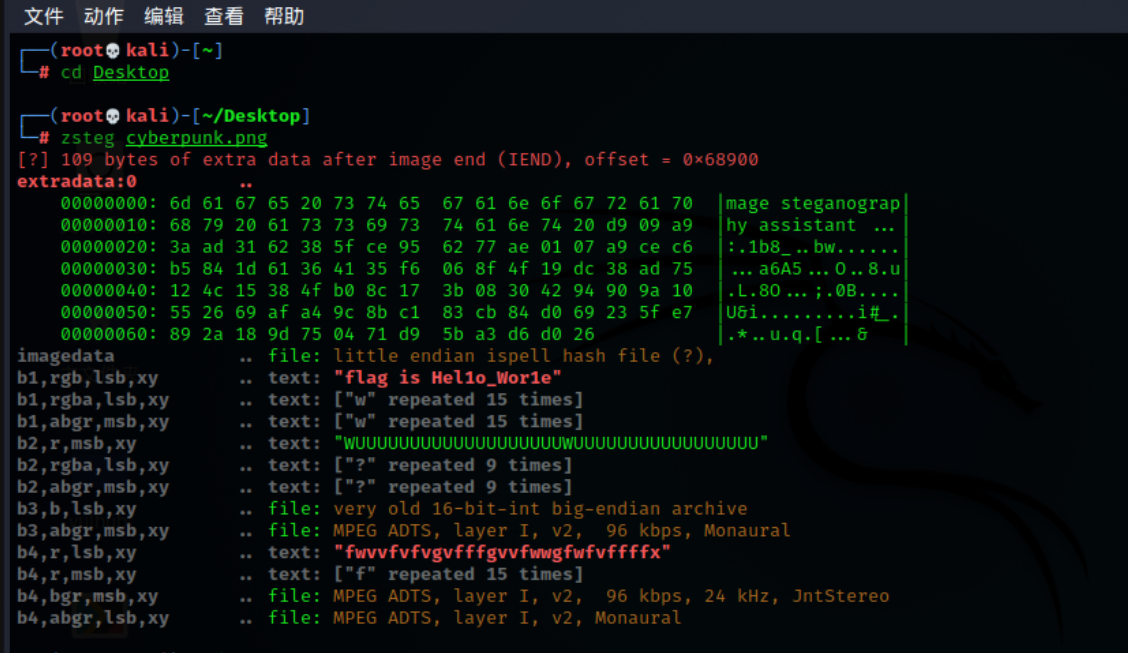 文件 动作 编辑 查看 帮助
┌──(root💀kali)-[~]
└─# cd Desktop
┌──(root💀kali)-[~/Desktop]
└─# zsteg cyberpunk.png
[?] 109 bytes of extra data after image end (IEND), offset = 0×68900
extradata:0 ..
00000000: 6d 61 67 65 20 73 74 65 67 61 6e 6f 67 72 61 70 |mage steganograp|
00000010: 68 79 20 61 73 73 69 73 74 61 6e 74 20 d9 09 a9 |hy assistant ...|
00000020: 3a ad 31 62 38 5f ce 95 62 77 ae 01 07 a9 ce c6 |:.1b8_..bw......|
00000030: b5 84 1d 61 36 41 35 f6 06 8f 4f 19 dc 38 ad 75 |...a6A5...O..8.u|
00000040: 12 4c 15 38 4f b0 8c 17 3b 08 30 42 94 90 9a 10 |.L.8O...;.0B....|
00000050: 55 26 69 af a4 9c 8b c1 83 cb 84 d0 69 23 5f e7 |U&i.........i#_.|
00000060: 89 2a 18 9d 75 04 71 d9 5b a3 d6 d0 26 |.*..u.q.[...& |
imagedata .. file: little endian ispell hash file (?),
b1,rgb,lsb,xy .. text: "flag is Hel1o_Wor1e"
b1,rgba,lsb,xy .. text: ["w" repeated 15 times]
b1,abgr,msb,xy .. text: ["w" repeated 15 times]
b2,r,msb,xy .. text: "WUUUUUUUUUUUUUUUUUUUWUUUUUUUUUUUUUUUUU"
b2,rgba,lsb,xy .. text: ["?" repeated 9 times]
b2,abgr,msb,xy .. text: ["?" repeated 9 times]
b3,b,lsb,xy .. file: very old 16-bit-int big-endian archive
b3,abgr,msb,xy .. file: MPEG ADTS, layer I, v2, 96 kbps, Monaural
b4,r,lsb,xy .. text: "fwvvfvfvgvfffgvvfwwgfwfvffffx"
b4,r,msb,xy .. text: ["f" repeated 15 times]
b4,bgr,msb,xy .. file: MPEG ADTS, layer I, v2, 96 kbps, 24 kHz, JntStereo
b4,abgr,lsb,xy .. file: MPEG ADTS, layer I, v2, Monaural